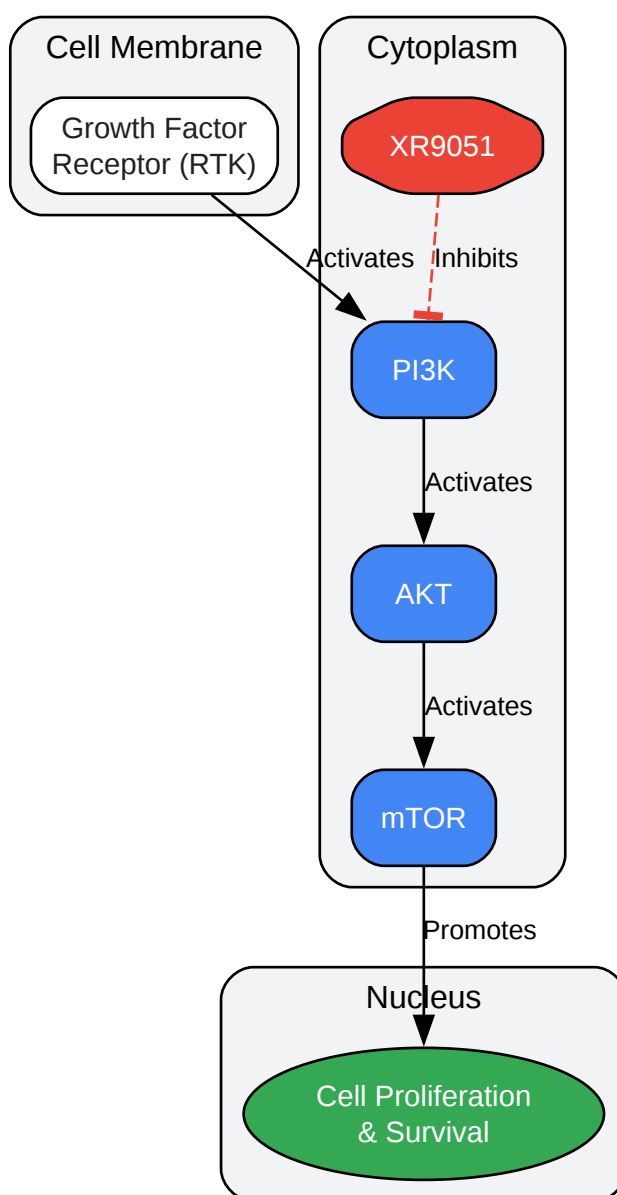 Cell Membrane
Growth Factor
Receptor (RTK)
Cytoplasm
XR9051
Activates
Inhibits
PI3K
Activates
AKT
Activates
mTOR
Promotes
Nucleus
Cell Proliferation
& Survival